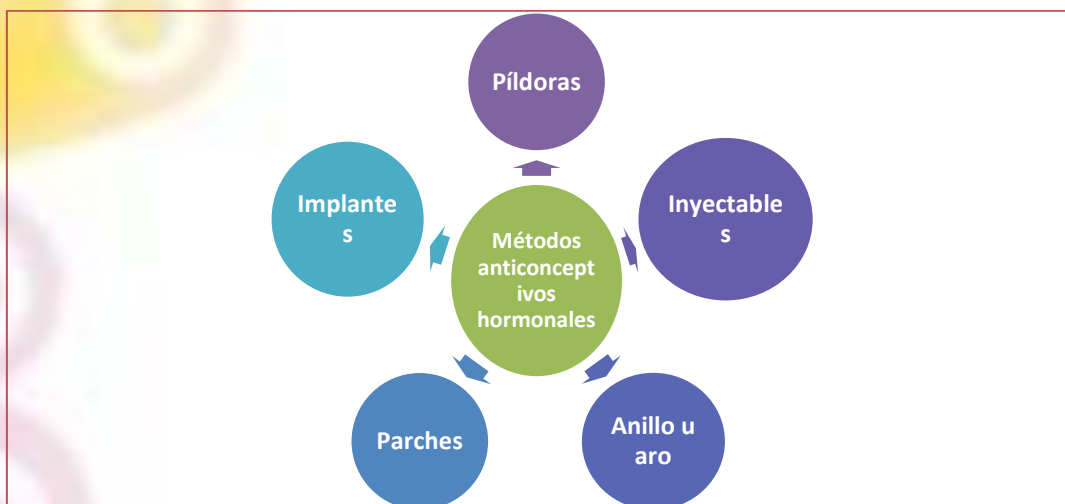 Píldoras
Implante
s
Inyectable
s
Métodos
anticoncept
ivos
hormonales
Parches
Anillo u
aro